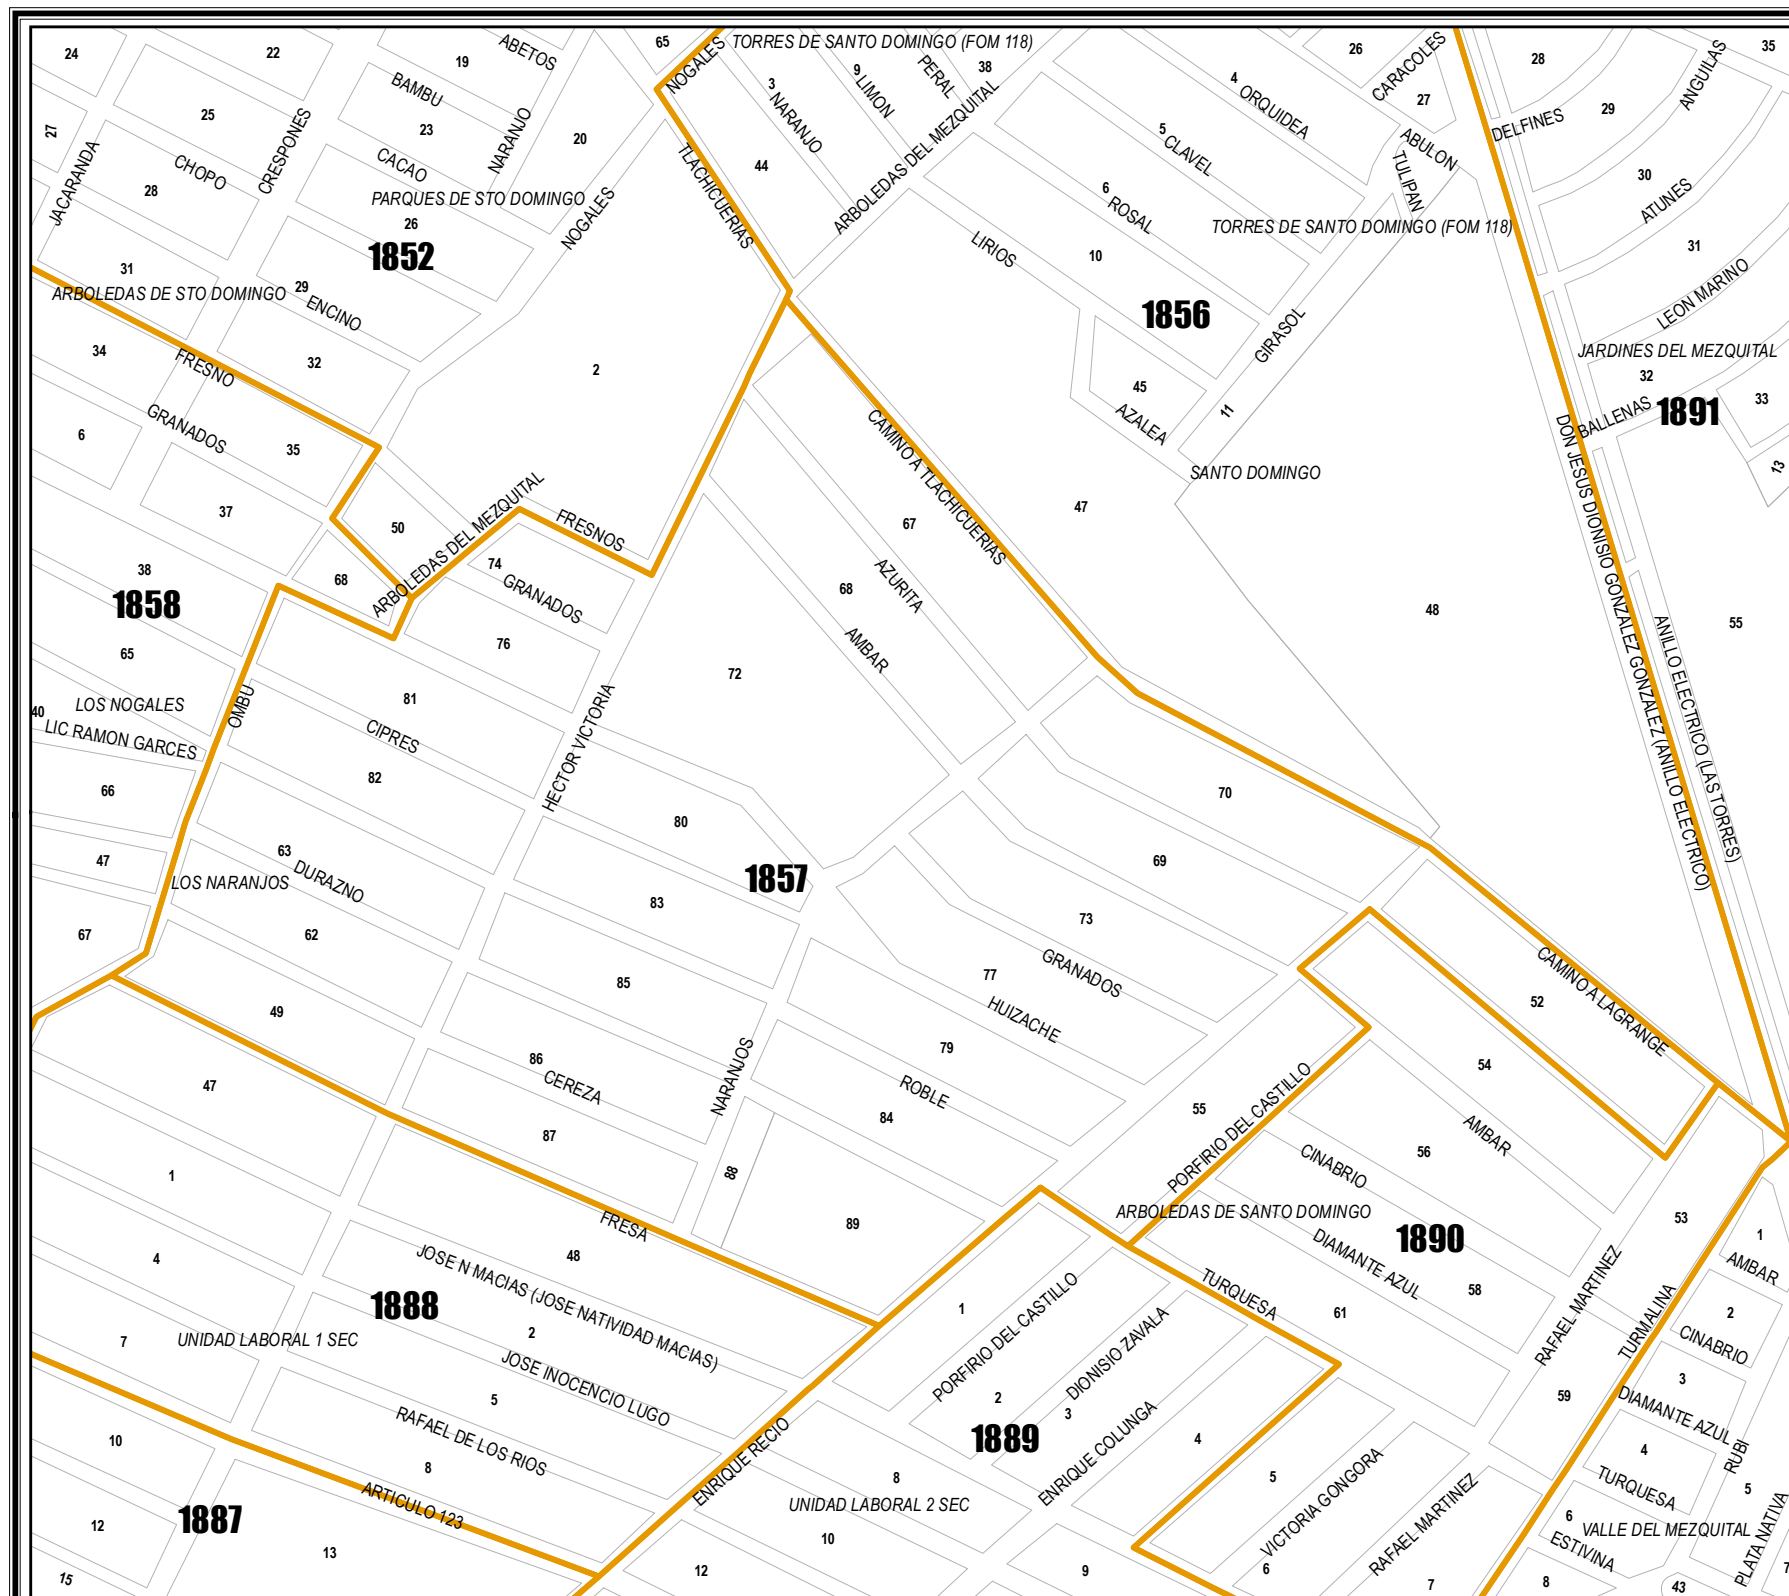 24
22
19
ABETOS
65
NOGALES
TORRES DE SANTO DOMINGO (FOM 118)
38
26
CARACOLES
28
35
BAMBU
3
9
LIMON
PERAL
4
ORQUIDEA
27
ANGUILAS
25
23
NARANJO
20
NARANJO
29
DELFINES
27
CRESPONES
5
CLAVEL
ABULON
JACARANDA
CHOPO
CACAO
TLACHICUERIAS
44
ARBOLEDAS DEL MEZQUITAL
TULIPAN
30
28
PARQUES DE STO DOMINGO
6
ROSAL
ATUNES
26
NOGALES
TORRES DE SANTO DOMINGO (FOM 118)
1852
LIRIOS
10
31
31
ARBOLEDAS DE STO DOMINGO
29
ENCINO
1856
LEON MARINO
GIRASOL
34
FRESNO
32
2
JARDINES DEL MEZQUITAL
45
32
33
GRANADOS
AZALEA
11
BALLENAS
1891
6
35
CAMINO A TLACHICUERIAS
SANTO DOMINGO
13
37
50
ARBOLEDAS DEL MEZQUITAL
FRESNOS
67
47
DON JESUS DIONISIO GONZALEZ GONZALEZ (ANILLO ELECTRICO)
38
68
74
GRANADOS
68
AZURITA
48
55
1858
76
AMBAR
ANILLO ELECTRICO (LAS TORRES)
65
72
LOS NOGALES
40
OMBU
81
LIC RAMON GARCES
CIPRES
HECTOR VICTORIA
66
82
80
70
47
63
DURAZNO
1857
69
LOS NARANJOS
83
73
67
62
GRANADOS
CAMINO A LAGRANGE
49
85
77
52
HUIZACHE
47
86
CEREZA
NARANJOS
79
ROBLE
54
55
PORFIRIO DEL CASTILLO
87
84
AMBAR
56
CINABRIO
1
88
FRESA
89
ARBOLEDAS DE SANTO DOMINGO
53
4
48
1890
1
JOSE N MACIAS (JOSE NATIVIDAD MACIAS)
DIAMANTE AZUL
AMBAR
1888
1
PORFIRIO DEL CASTILLO
TURQUESA
58
RAFAEL MARTINEZ
TURMALINA
2
7
UNIDAD LABORAL 1 SEC
2
61
CINABRIO
JOSE INOCENCIO LUGO
DIONISIO ZAVALA
3
5
2
3
59
DIAMANTE AZUL
10
RAFAEL DE LOS RIOS
ENRIQUE RECIO
1889
4
4
RUBI
8
8
ENRIQUE COLUNGA
5
TURQUESA
5
ARTICULO 123
UNIDAD LABORAL 2 SEC
VICTORIA GONGORA
RAFAEL MARTINEZ
1887
12
6
VALLE DEL MEZQUITAL
PLATA NATIVA
13
10
ESTIVINA
15
12
9
6
7
8
43
7